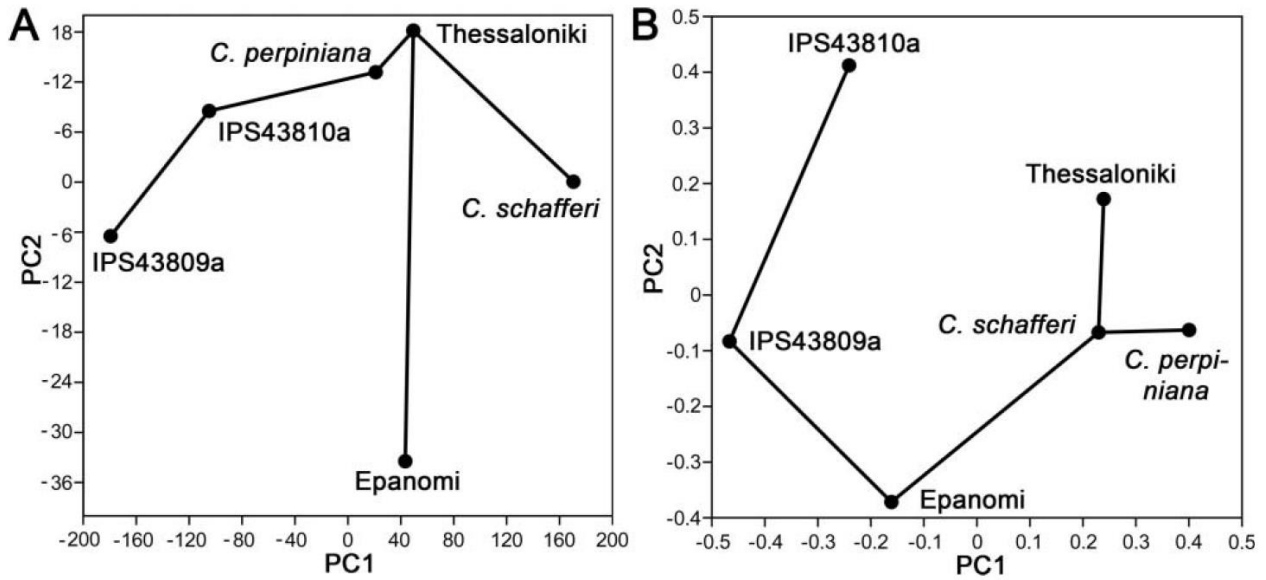 A
PC2
18
-12
-6
0
-6
-12
-18
-24
-30
-36
C. perpiniana
Thessaloniki
IPS43810a
C. schafferi
IPS43809a
Epanomi
-200 -160 -120 -80 -40 0 40 80 120 160 200
PC1
B
PC2
0.5
0.4
0.3
0.2
0.1
0
-0.1
-0.2
-0.3
-0.4
IPS43810a
Thessaloniki
C. schafferi
IPS43809a
C. perpi-
niana
Epanomi
-0.5 -0.4 -0.3 -0.2 -0.1 0 0.1 0.2 0.3 0.4 0.5
PC1